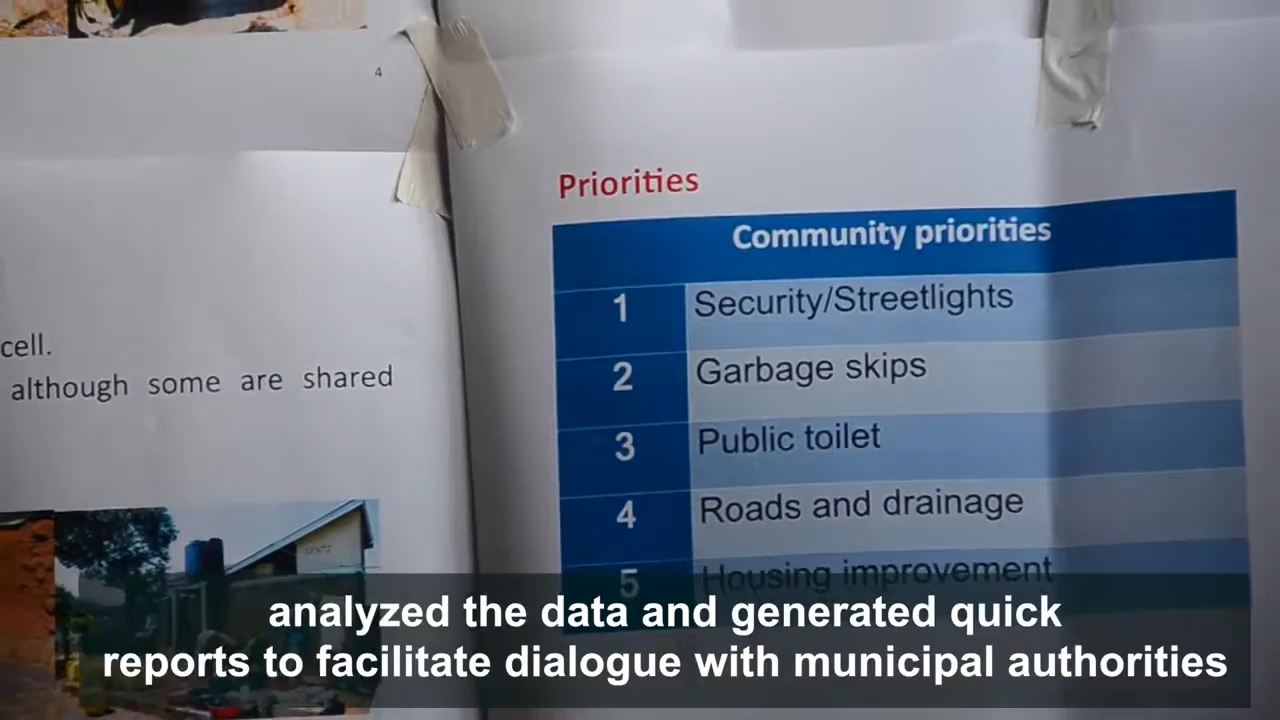 4
cell.
although some are shared
Priorities
Community priorities
1 Security/Streetlights
2 Garbage skips
3 Public toilet
4 Roads and drainage
5 Housing improvement
analyzed the data and generated quick
reports to facilitate dialogue with municipal authorities